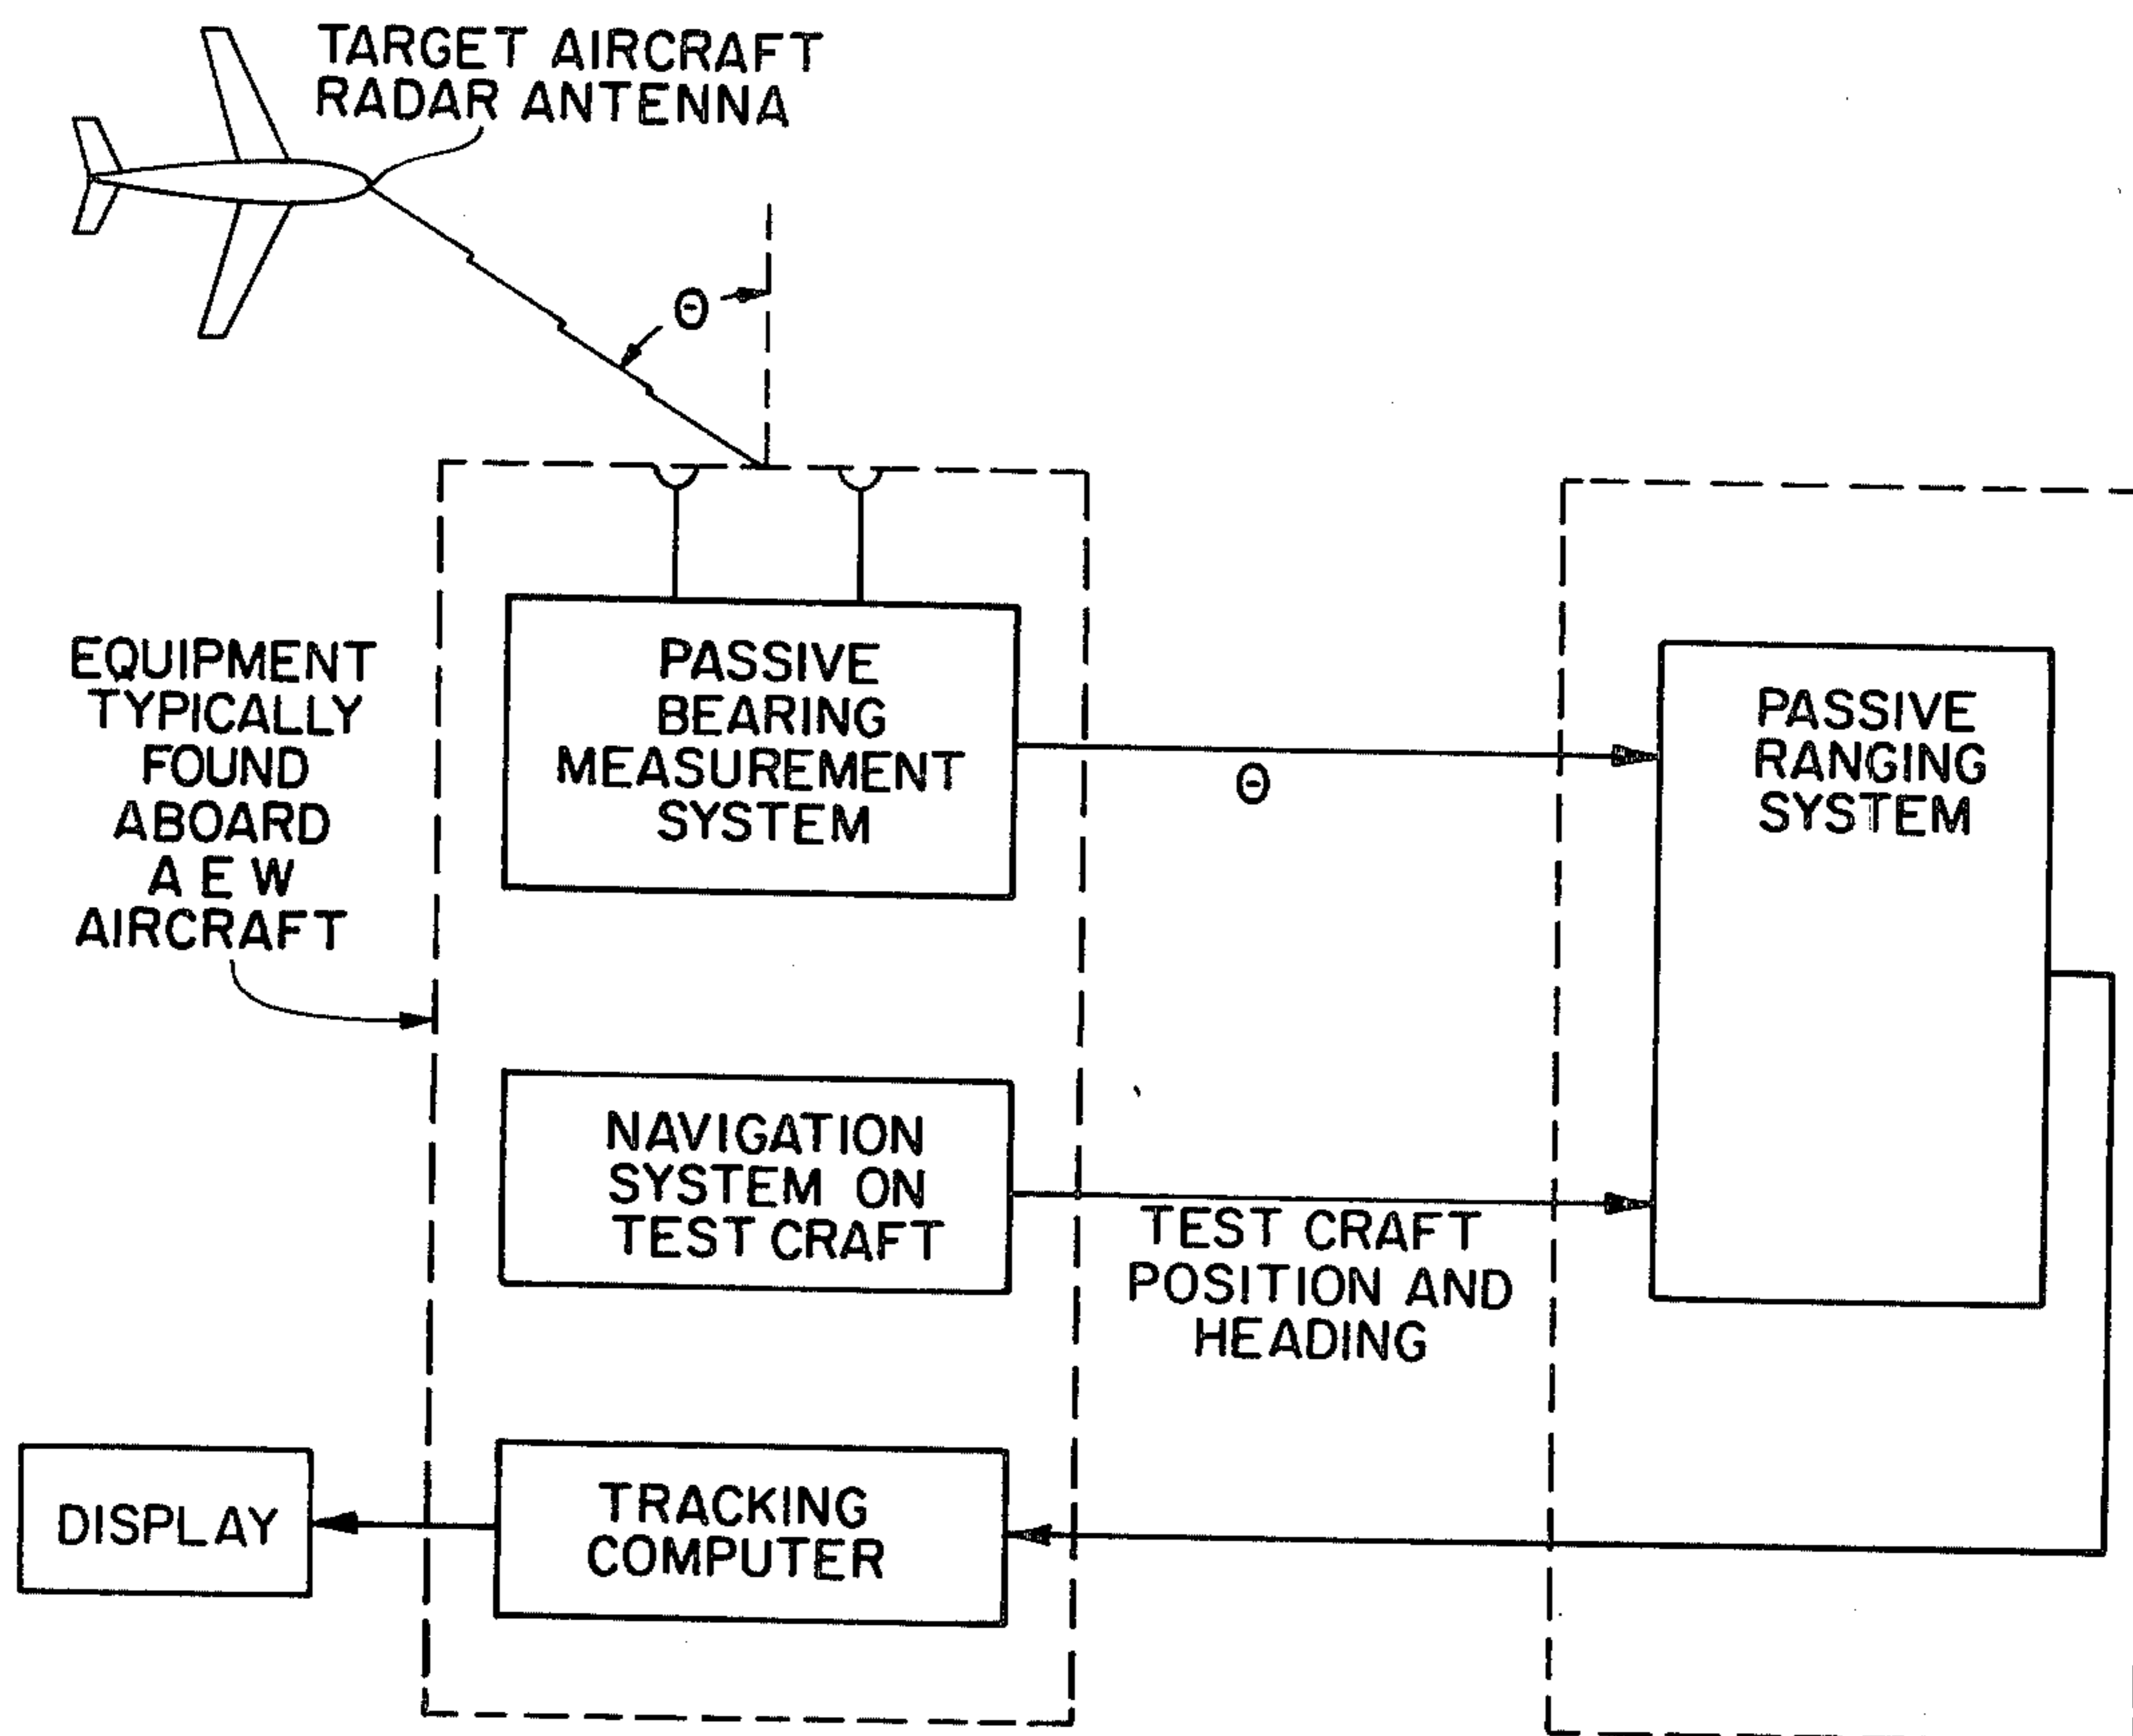 TARGET AIRCRAFT
RADAR ANTENNA
Θ
EQUIPMENT
TYPICALLY
FOUND
ABOARD
A E W
AIRCRAFT
PASSIVE
BEARING
MEASUREMENT
SYSTEM
Θ
PASSIVE
RANGING
SYSTEM
NAVIGATION
SYSTEM ON
TEST CRAFT
TEST CRAFT
POSITION AND
HEADING
DISPLAY
TRACKING
COMPUTER